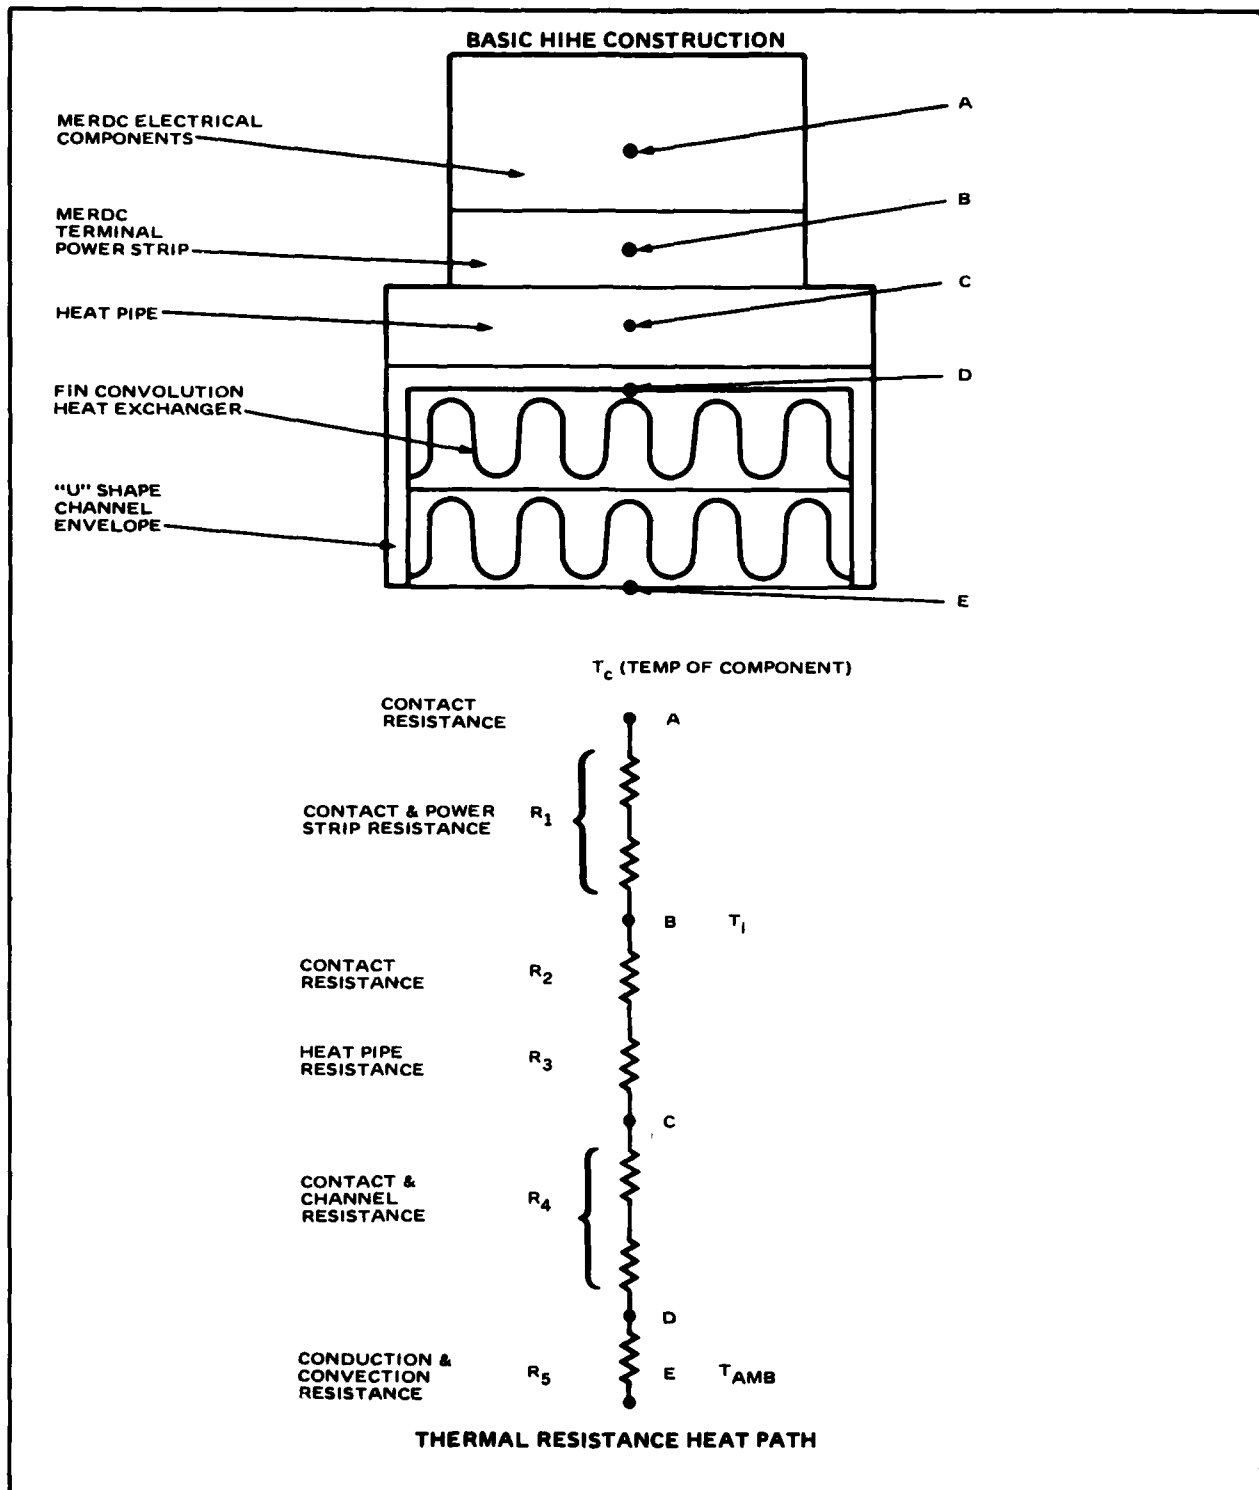 BASIC HIHE CONSTRUCTION
MERDC ELECTRICAL
COMPONENTS
A
MERDC
TERMINAL
POWER STRIP
B
HEAT PIPE
C
FIN CONVOLUTION
HEAT EXCHANGER
D
"U" SHAPE
CHANNEL
ENVELOPE
E
Tc (TEMP OF COMPONENT)
CONTACT
RESISTANCE
A
CONTACT & POWER
STRIP RESISTANCE
R1
B
Ti
CONTACT
RESISTANCE
R2
HEAT PIPE
RESISTANCE
R3
C
CONTACT &
CHANNEL
RESISTANCE
R4
D
CONDUCTION &
CONVECTION
RESISTANCE
R5
E
TAMB
THERMAL RESISTANCE HEAT PATH